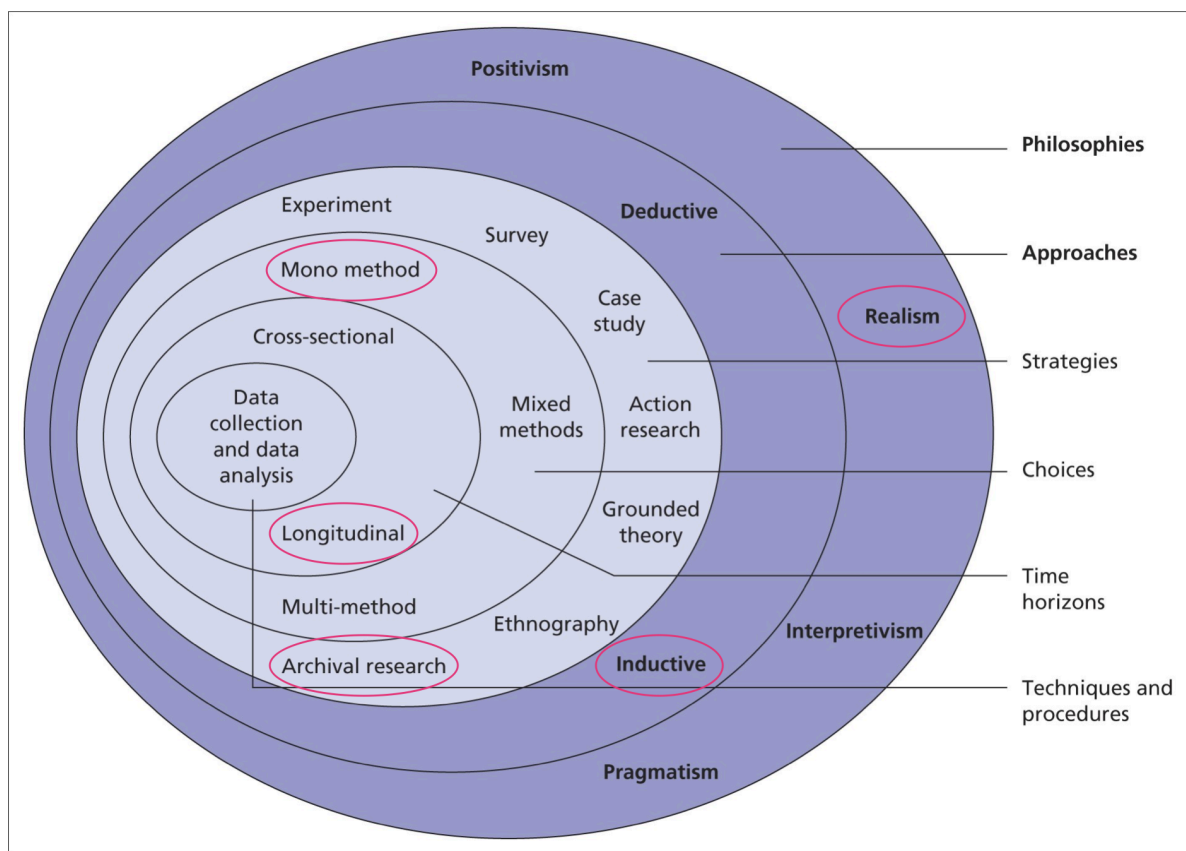 Positivism
Philosophies
Experiment
Deductive
Survey
Approaches
Mono method
Case
study
Realism
Cross-sectional
Strategies
Data
collection
and data
analysis
Mixed
methods
Action
research
Choices
Longitudinal
Grounded
theory
Time
horizons
Multi-method
Ethnography
Interpretivism
Archival research
Inductive
Techniques and
procedures
Pragmatism